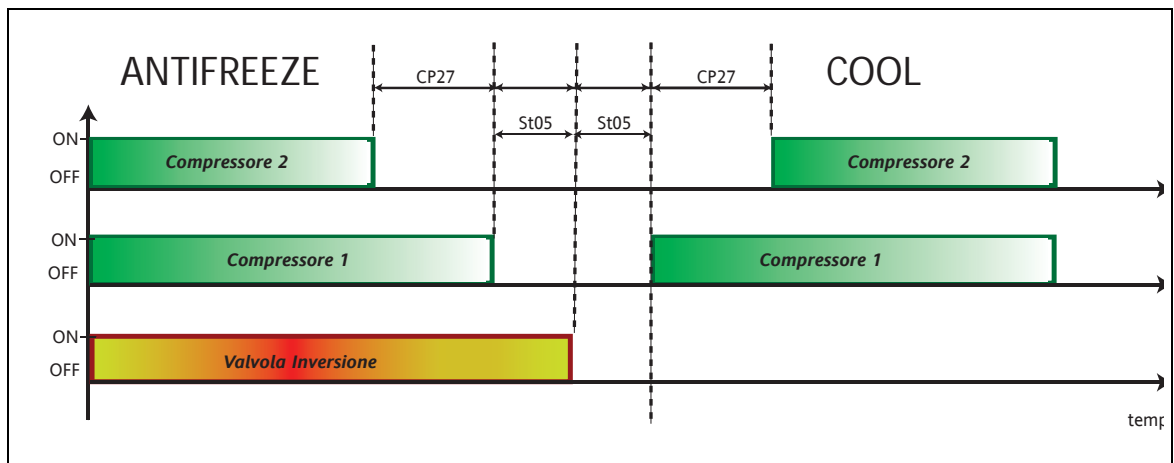 ANTIFREEZE
CP27
CP27
COOL
St05
St05
ON
OFF
Compressore 2
Compressore 2
ON
OFF
Compressore 1
Compressore 1
ON
OFF
Valvola Inversione
temp